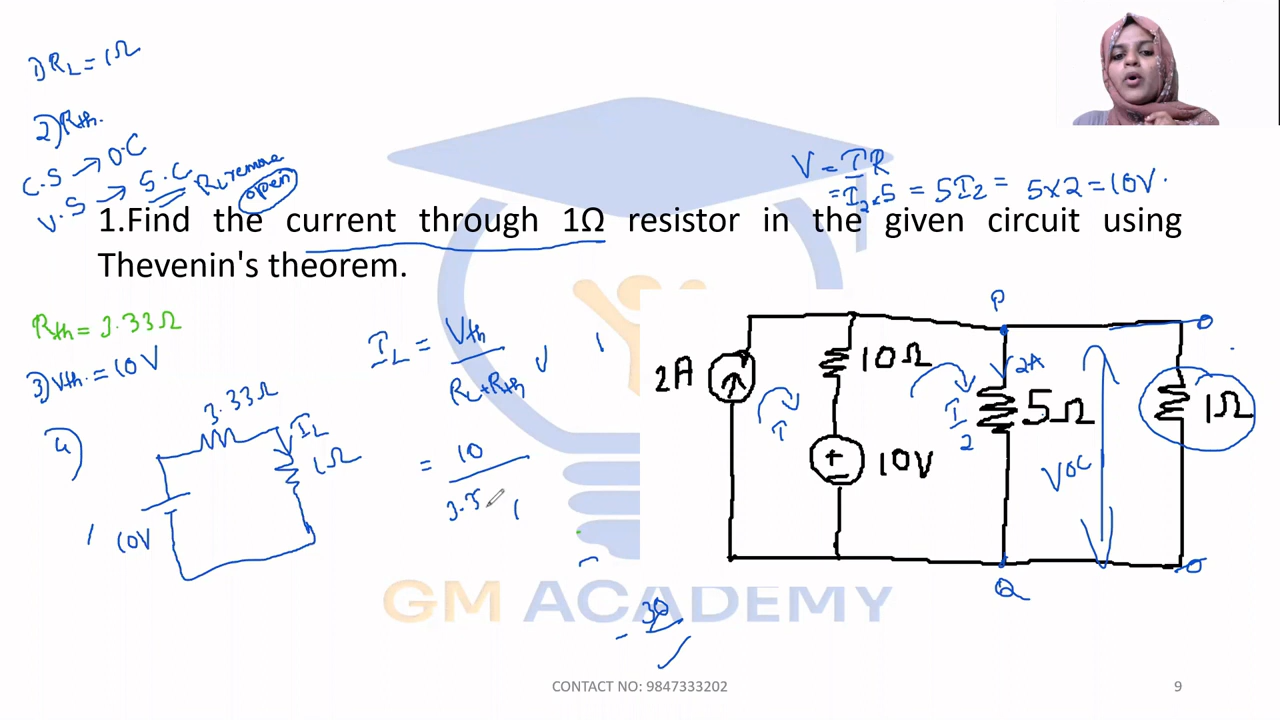 1) RL = 1Ω
2) Rth.
C.S → O.C
V.S → S.C RL remove open
V = IR
= I2×5 = 5I2 = 5×2 = 10V.
1.Find the current through 1Ω resistor in the given circuit using
Thevenin's theorem.
Rth = 3.33Ω
3) Vth = 10V
4)
3.33Ω
IL
1Ω
10V
IL = Vth / RL+Rth
= 10 / 3.3
P
2A
10Ω
2A
I
I2
5Ω
1Ω
10V
VOC
Q
GM ACADEMY
CONTACT NO: 9847333202
9